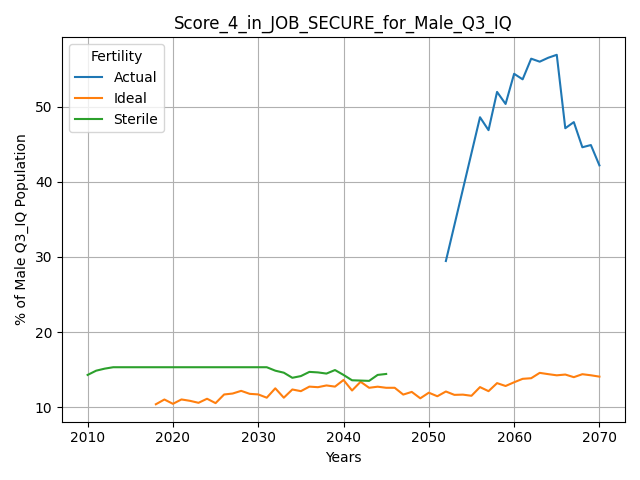 Score_4_in_JOB_SECURE_for_Male_Q3_IQ
Fertility
Actual
Ideal
Sterile
% of Male Q3_IQ Population
50
40
30
20
10
2010 2020 2030 2040 2050 2060 2070
Years